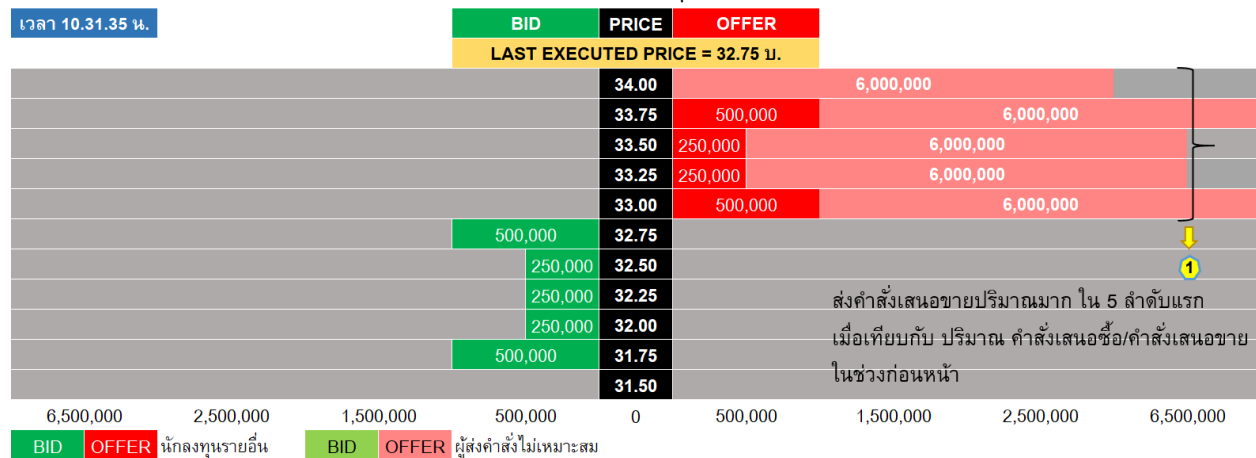 เวลา 10.31.35 น. BID PRICE OFFER
LAST EXECUTED PRICE = 32.75 บ.
34.00 6,000,000
33.75 500,000 6,000,000
33.50 250,000 6,000,000
33.25 250,000 6,000,000
33.00 500,000 6,000,000
500,000 32.75
250,000 32.50 1
250,000 32.25 ส่งคำสั่งเสนอขายปริมาณมาก ใน 5 ลำดับแรก
250,000 32.00 เมื่อเทียบกับ ปริมาณ คำสั่งเสนอซื้อ/คำสั่งเสนอขาย
500,000 31.75 ในช่วงก่อนหน้า
31.50
6,500,000 2,500,000 1,500,000 500,000 0 500,000 1,500,000 2,500,000 6,500,000
BID OFFER นักลงทุนรายอื่น BID OFFER ผู้ส่งคำสั่งไม่เหมาะสม